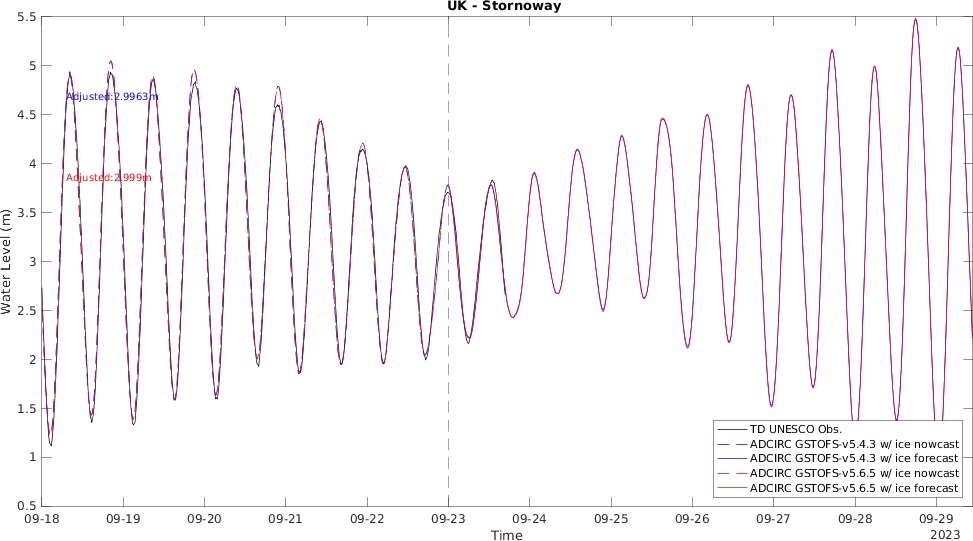 UK - Stornoway
5.5
5
4.5
4
3.5
3
2.5
2
1.5
1
0.5
Water Level (m)
Adjusted:2.9963m
Adjusted:2.999m
TD UNESCO Obs.
ADCIRC GSTOFS-v5.4.3 w/ ice nowcast
ADCIRC GSTOFS-v5.4.3 w/ ice forecast
ADCIRC GSTOFS-v5.6.5 w/ ice nowcast
ADCIRC GSTOFS-v5.6.5 w/ ice forecast
09-18 09-19 09-20 09-21 09-22 09-23 09-24 09-25 09-26 09-27 09-28 09-29
2023
Time